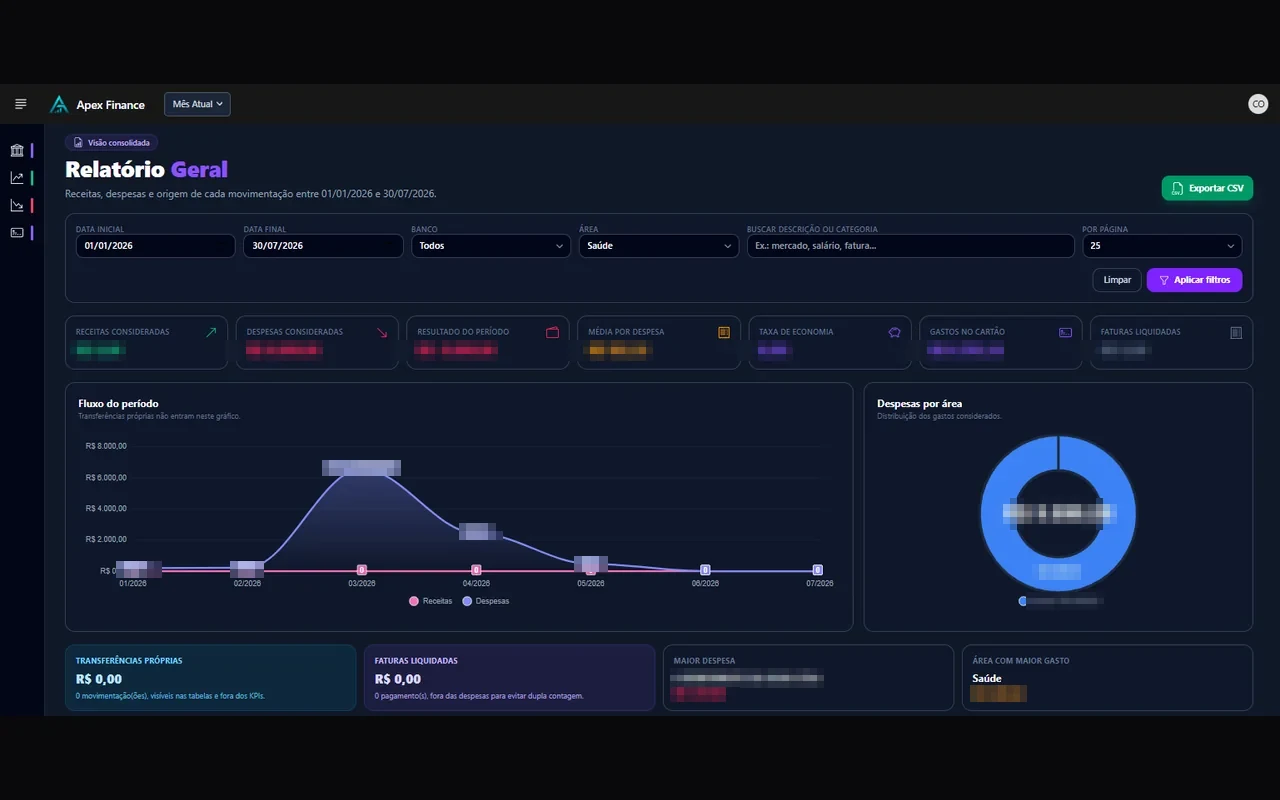 Apex Finance
Mês Atual
CO
Visão consolidada
Relatório Geral
Receitas, despesas e origem de cada movimentação entre 01/01/2026 e 30/07/2026.
Exportar CSV
DATA INICIAL
01/01/2026
DATA FINAL
30/07/2026
BANCO
Todos
ÁREA
Saúde
BUSCAR DESCRIÇÃO OU CATEGORIA
Ex.: mercado, salário, fatura...
POR PÁGINA
25
Limpar
Aplicar filtros
RECEITAS CONSIDERADAS
DESPESAS CONSIDERADAS
RESULTADO DO PERÍODO
MÉDIA POR DESPESA
TAXA DE ECONOMIA
GASTOS NO CARTÃO
FATURAS LIQUIDADAS
Fluxo do período
Transferências próprias não entram neste gráfico.
R$ 8.000,00
R$ 6.000,00
R$ 4.000,00
R$ 2.000,00
R$ 0
0
0
0
0
0
01/2026
02/2026
03/2026
04/2026
05/2026
06/2026
07/2026
Receitas
Despesas
Despesas por área
Distribuição dos gastos considerados.
TRANSFERÊNCIAS PRÓPRIAS
R$ 0,00
0 movimentação(ões), visíveis nas tabelas e fora dos KPIs.
FATURAS LIQUIDADAS
R$ 0,00
0 pagamento(s), fora das despesas para evitar dupla contagem.
MAIOR DESPESA
ÁREA COM MAIOR GASTO
Saúde